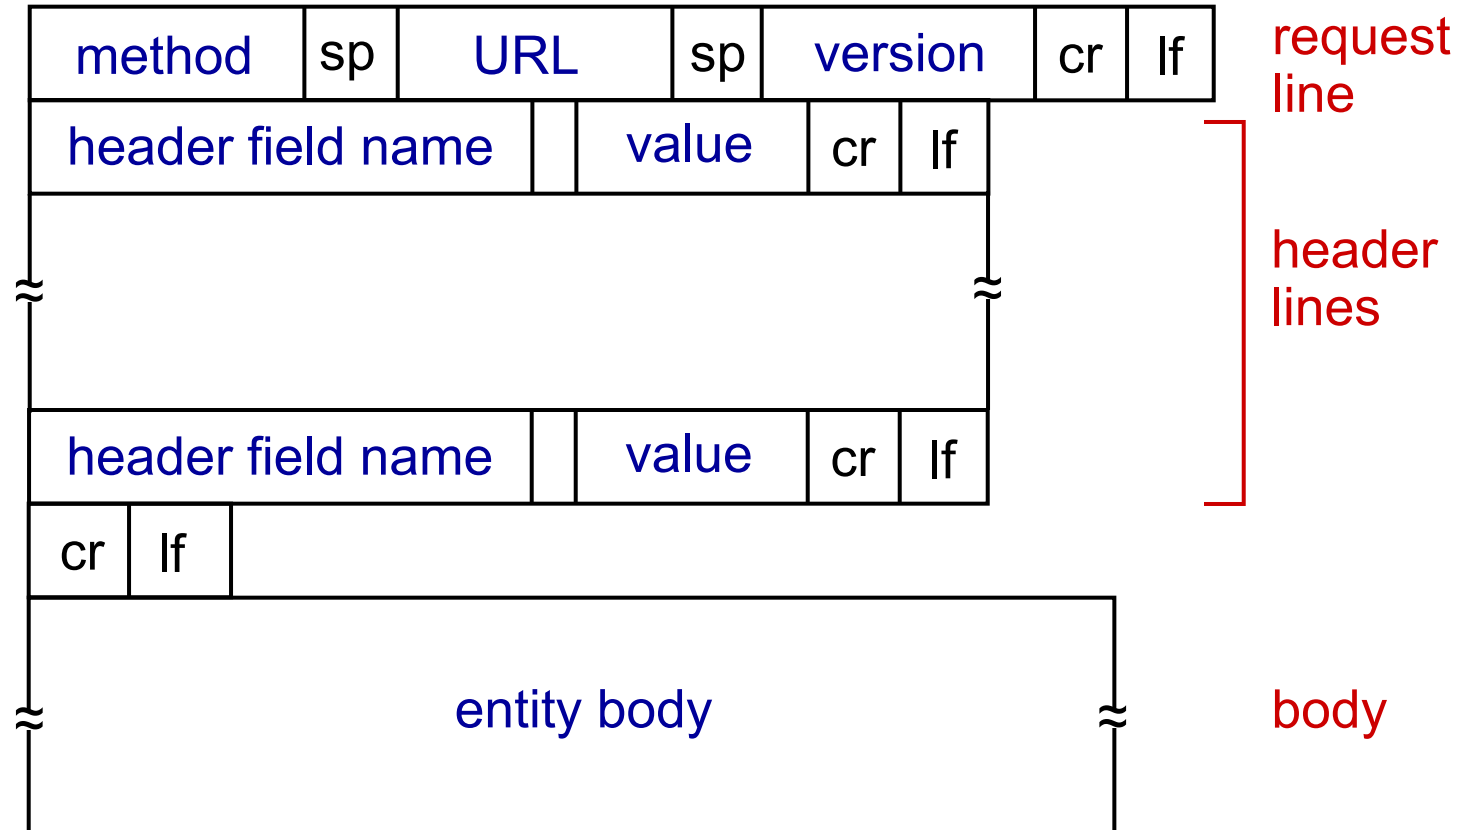 method sp URL sp version cr lf
request
line
header field name value cr lf
header
lines
header field name value cr lf
cr lf
entity body
body